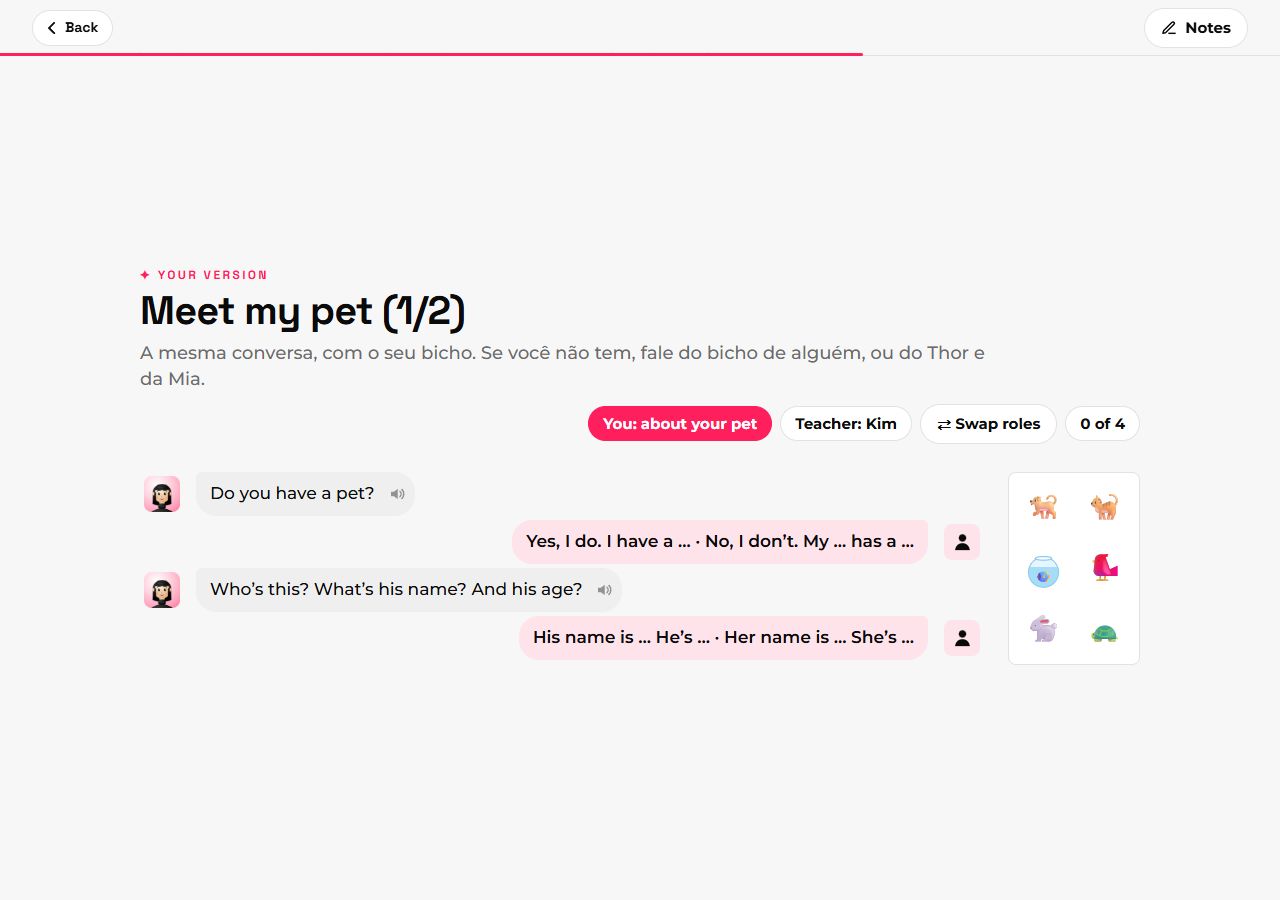 Back
Notes
YOUR VERSION
Meet my pet (1/2)
A mesma conversa, com o seu bicho. Se você não tem, fale do bicho de alguém, ou do Thor e
da Mia.
You: about your pet
Teacher: Kim
⇄ Swap roles
0 of 4
Do you have a pet?
Yes, I do. I have a ... · No, I don’t. My ... has a ...
Who’s this? What’s his name? And his age?
His name is ... He’s ... · Her name is ... She’s ...